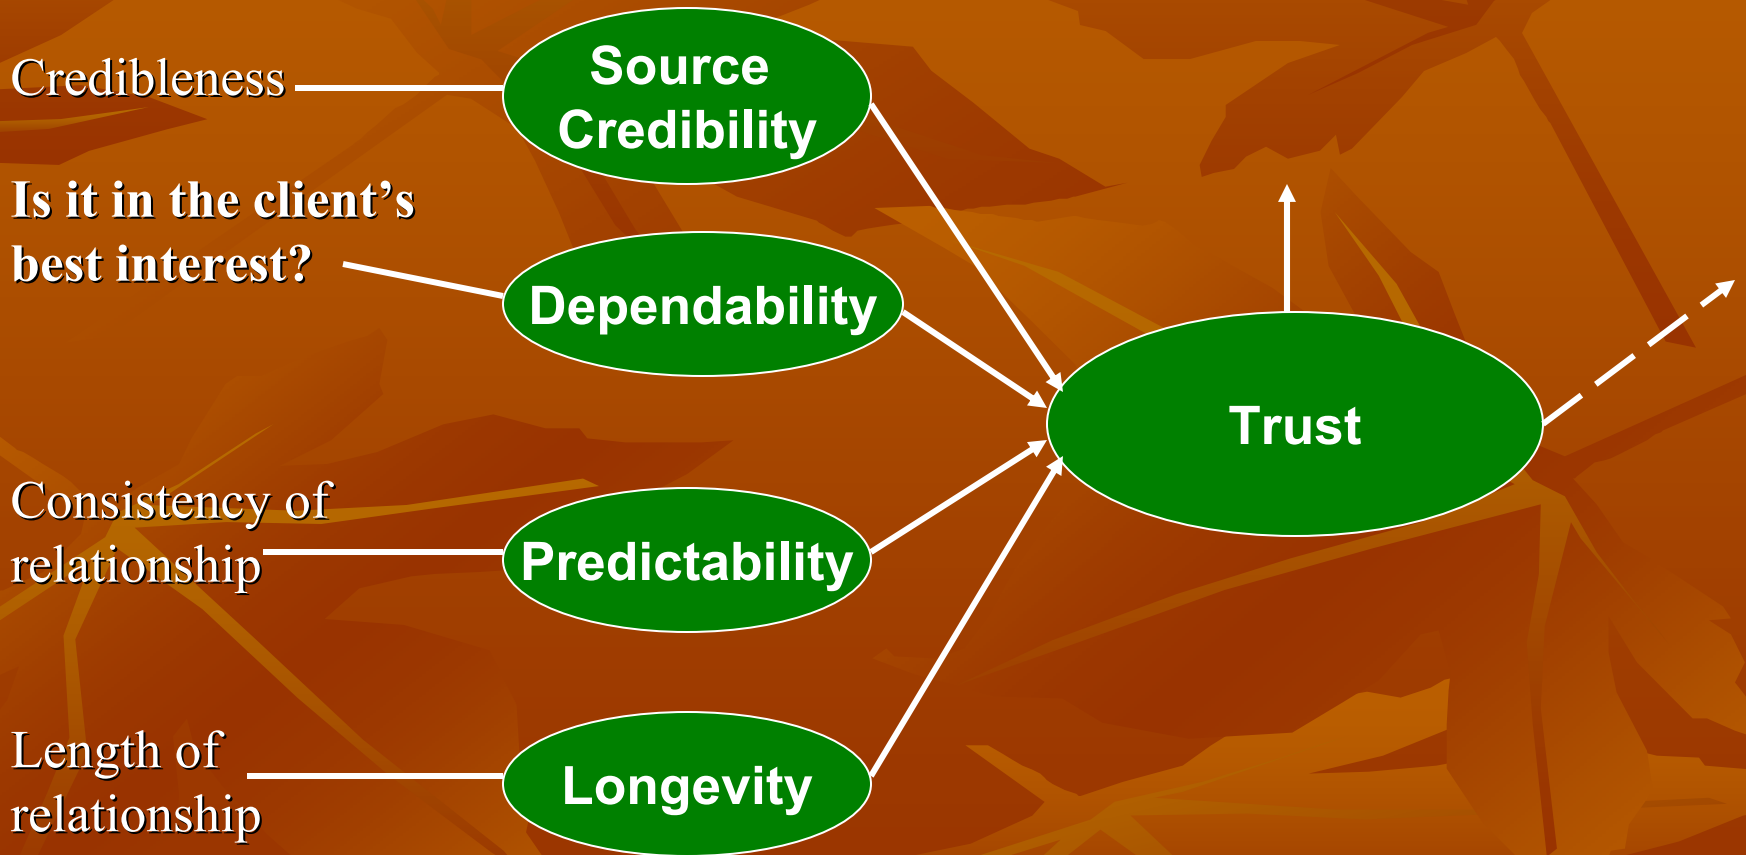 Credibleness
Source
Credibility
Is it in the client’s
best interest?
Dependability
Trust
Consistency of
relationship
Predictability
Length of
relationship
Longevity